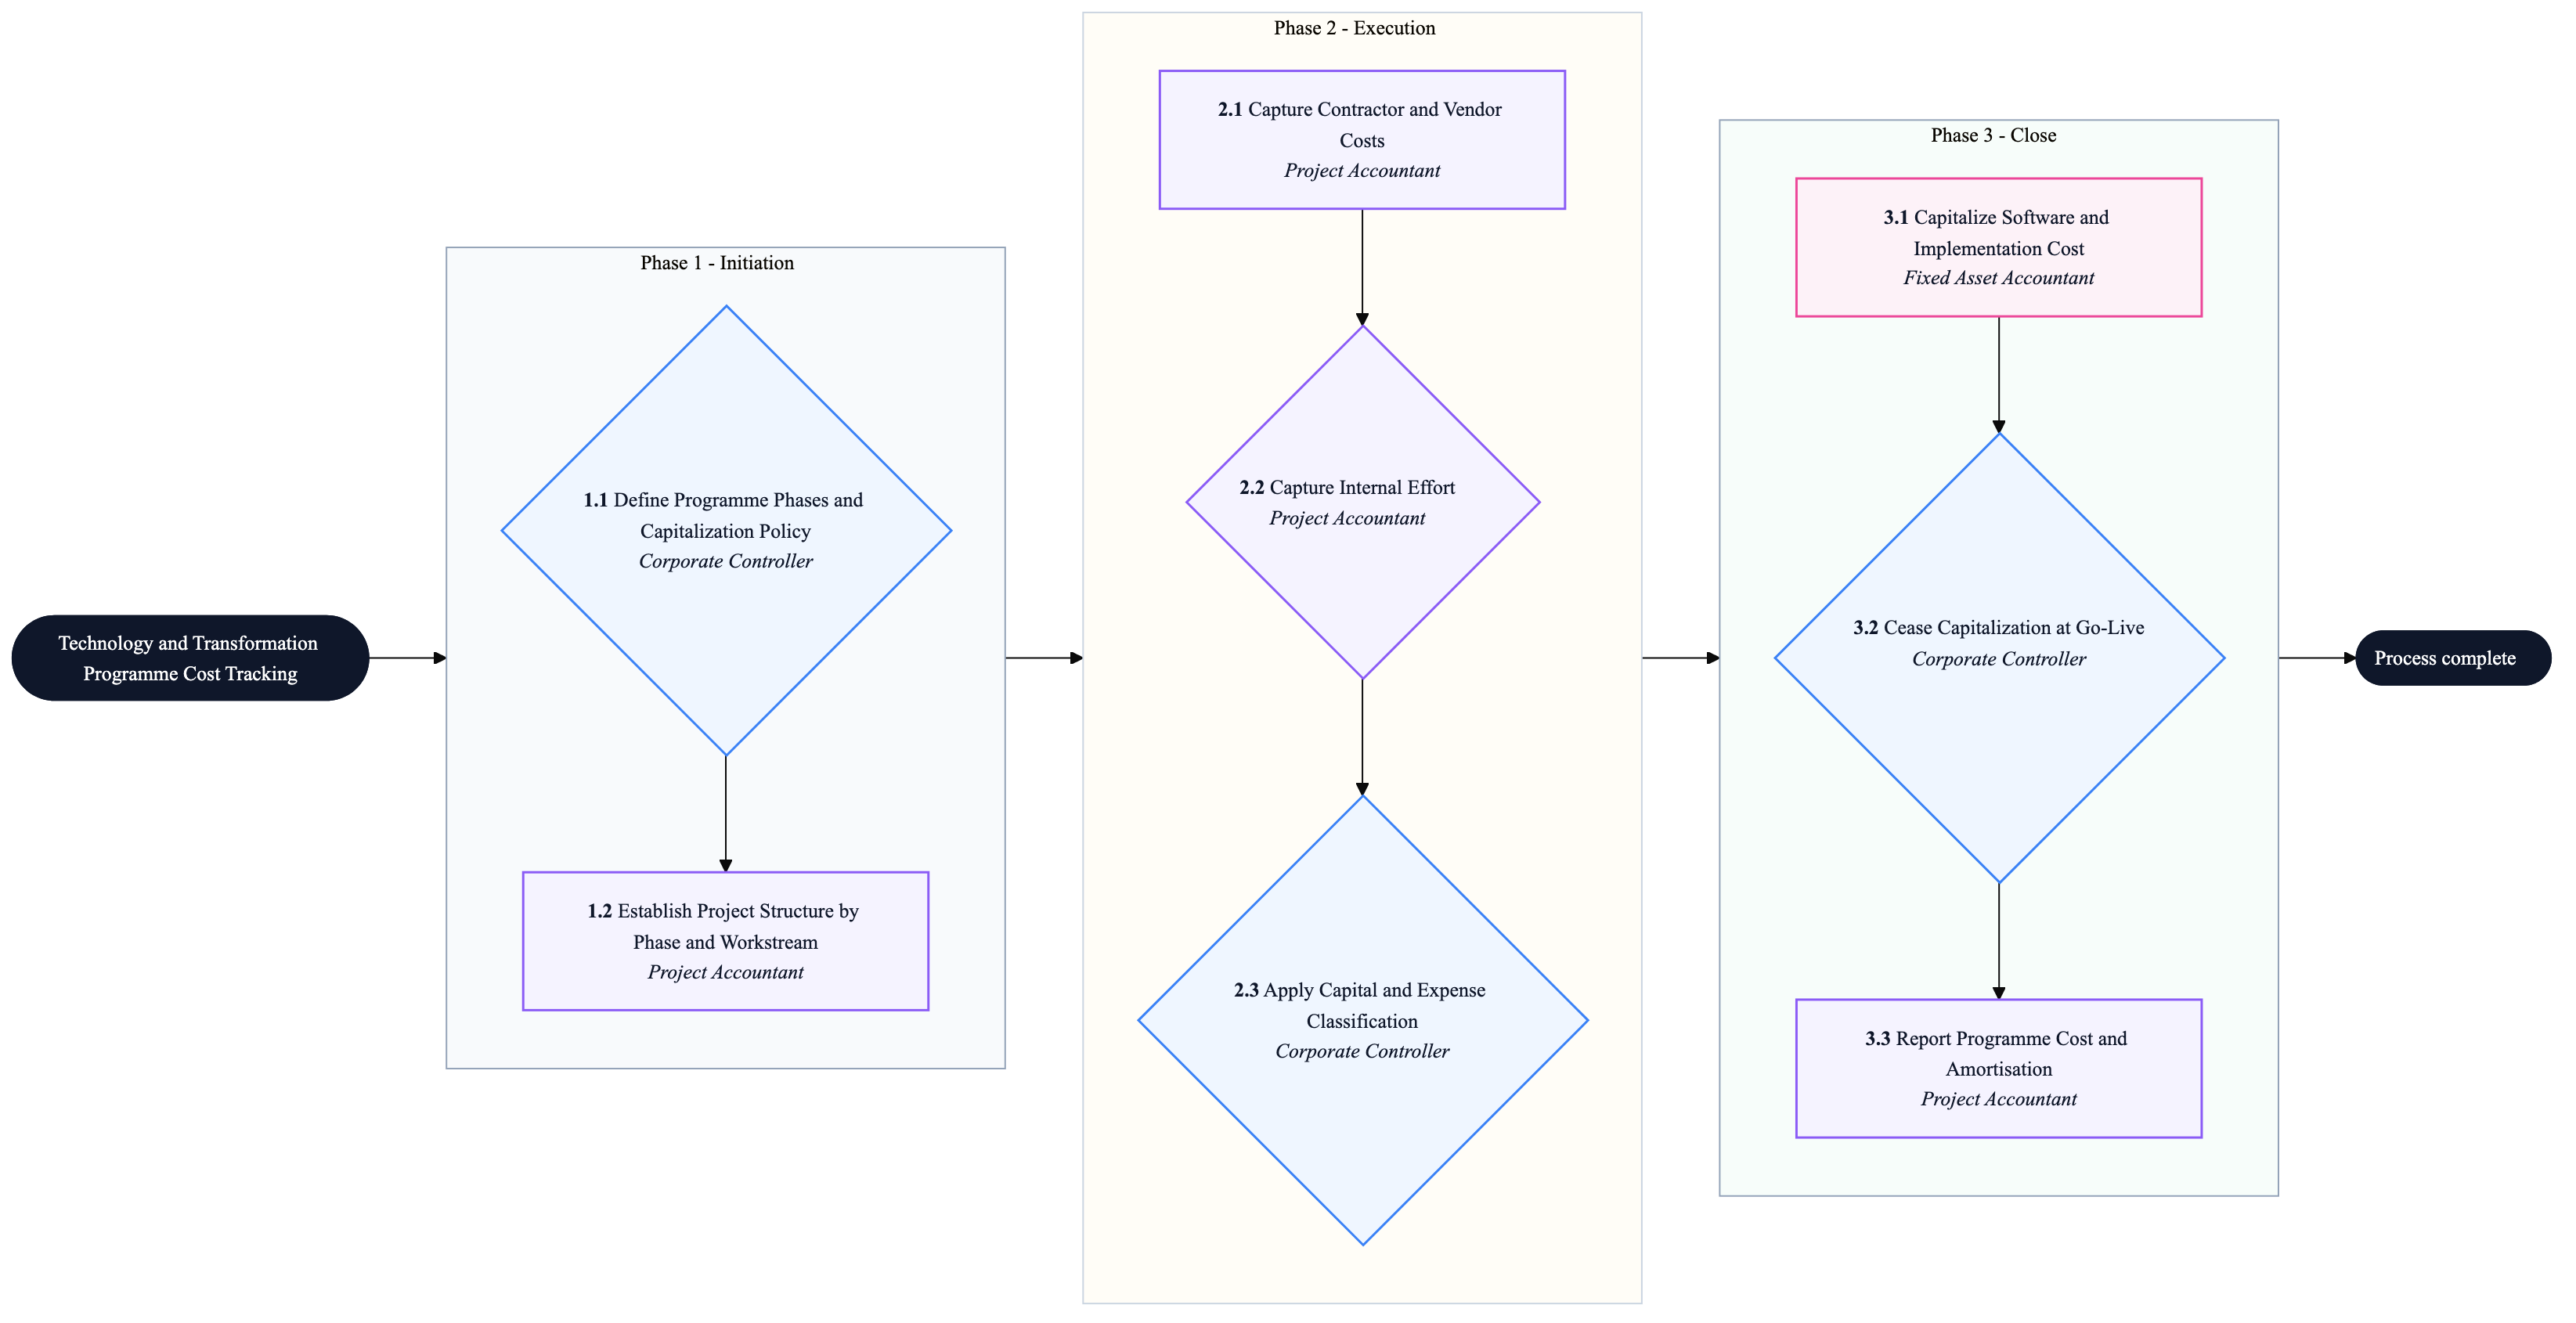 Technology and Transformation
Programme Cost Tracking
Phase 1 - Initiation
1.1 Define Programme Phases and
Capitalization Policy
Corporate Controller
1.2 Establish Project Structure by
Phase and Workstream
Project Accountant
Phase 2 - Execution
2.1 Capture Contractor and Vendor
Costs
Project Accountant
2.2 Capture Internal Effort
Project Accountant
2.3 Apply Capital and Expense
Classification
Corporate Controller
Phase 3 - Close
3.1 Capitalize Software and
Implementation Cost
Fixed Asset Accountant
3.2 Cease Capitalization at Go-Live
Corporate Controller
3.3 Report Programme Cost and
Amortisation
Project Accountant
Process complete